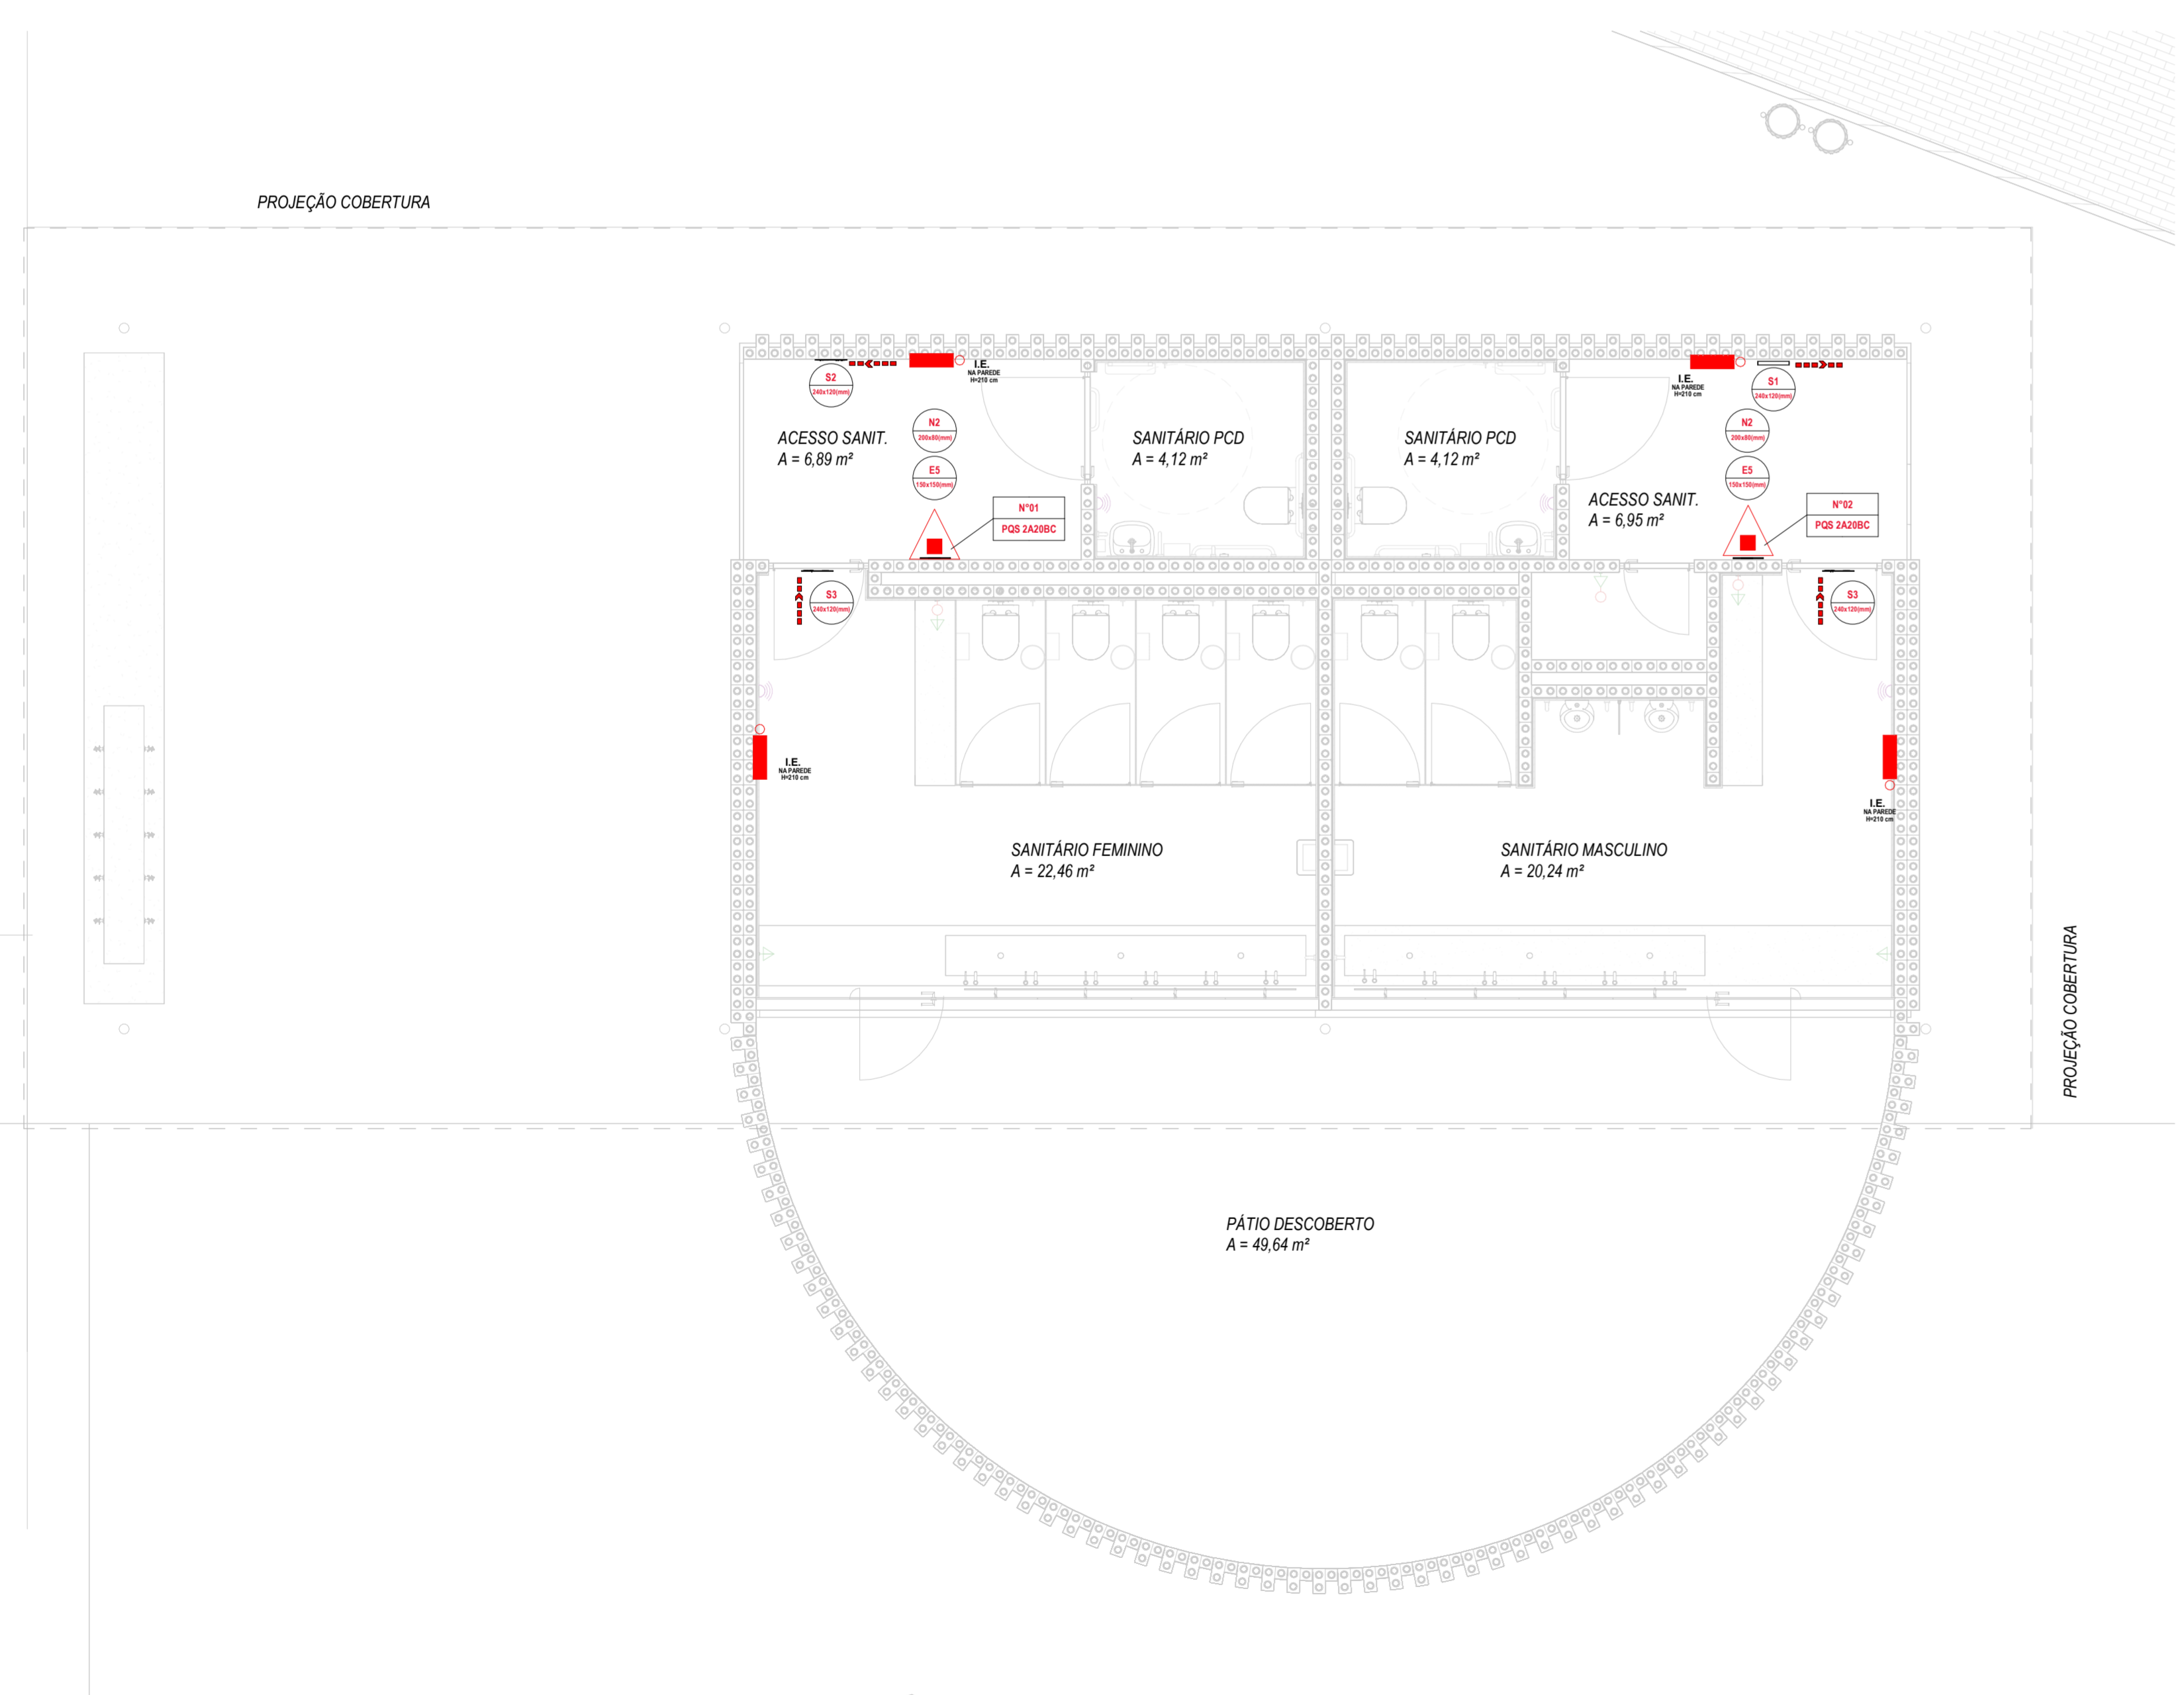 PROJEÇÃO COBERTURA
I.E.
NA PAREDE
H=210 cm
S2
240x120(mm)
I.E.
NA PAREDE
H=210 cm
S1
240x120(mm)
N2
200x80(mm)
N2
200x80(mm)
ACESSO SANIT.
A = 6,89 m²
SANITÁRIO PCD
A = 4,12 m²
SANITÁRIO PCD
A = 4,12 m²
E5
150x150(mm)
E5
150x150(mm)
ACESSO SANIT.
A = 6,95 m²
N°01
PQS 2A20BC
N°02
PQS 2A20BC
S3
240x120(mm)
S3
240x120(mm)
I.E.
NA PAREDE
H=210 cm
I.E.
NA PAREDE
H=210 cm
SANITÁRIO FEMININO
A = 22,46 m²
SANITÁRIO MASCULINO
A = 20,24 m²
PROJEÇÃO COBERTURA
PÁTIO DESCOBERTO
A = 49,64 m²